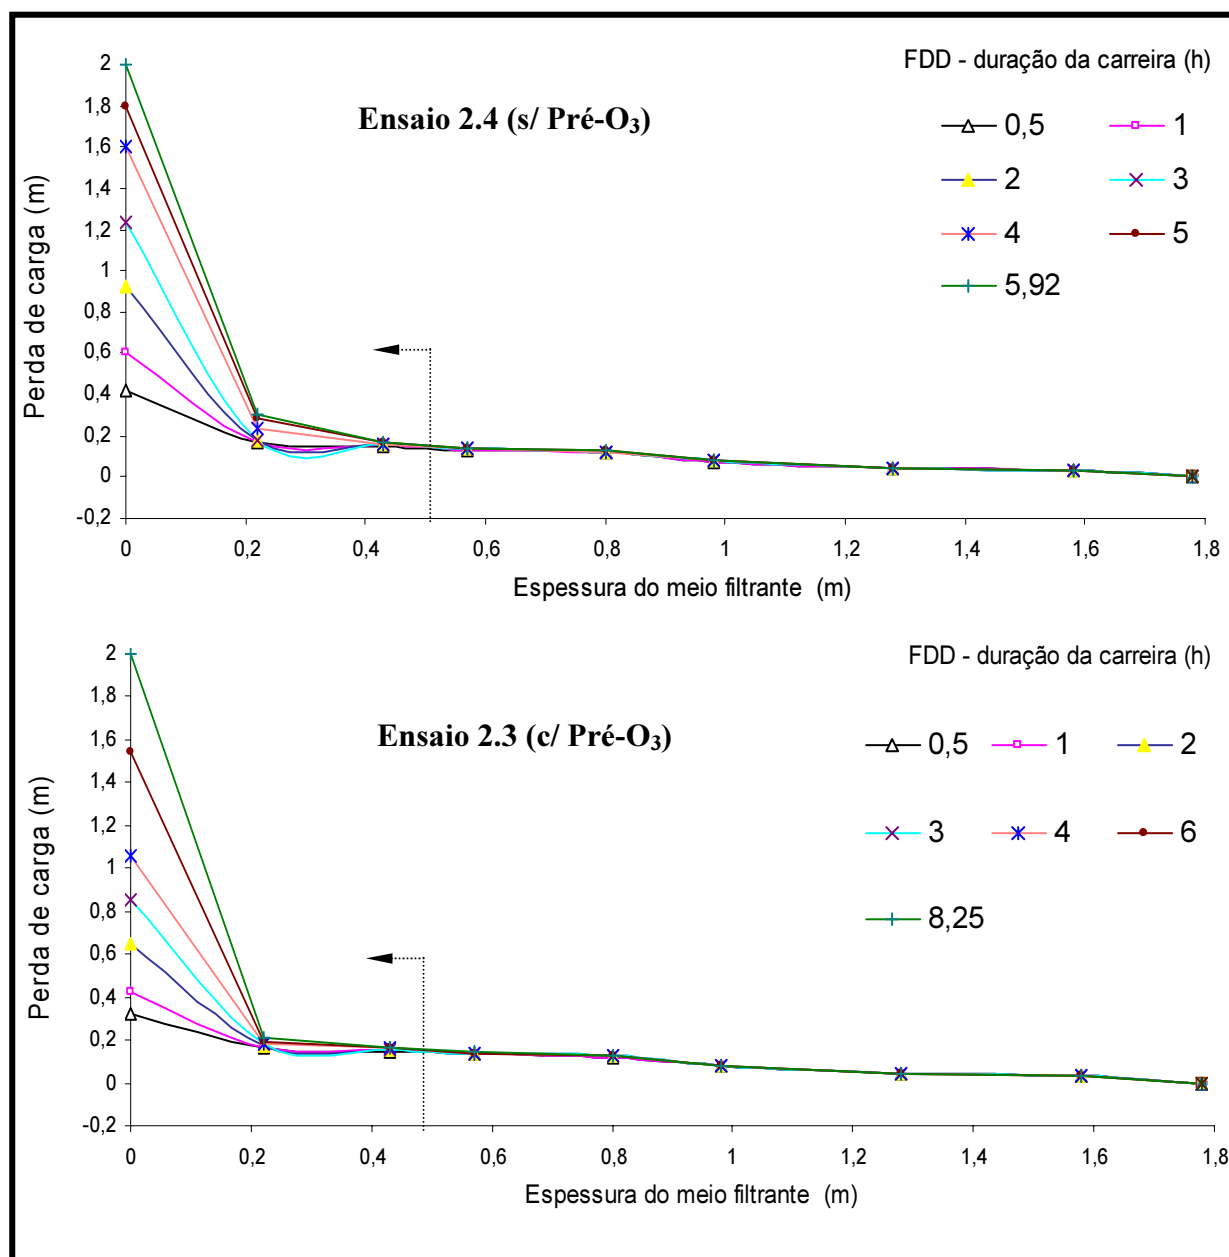 FDD - duração da carreira (h)
Ensaio 2.4 (s/ Pré-O₃)
0,5
1
2
3
4
5
5,92
Perda de carga (m)
2
1,8
1,6
1,4
1,2
1
0,8
0,6
0,4
0,2
0
-0,2
0 0,2 0,4 0,6 0,8 1 1,2 1,4 1,6 1,8
Espessura do meio filtrante (m)
FDD - duração da carreira (h)
Ensaio 2.3 (c/ Pré-O₃)
0,5 1 2
3 4 6
8,25
Perda de carga (m)
2
1,8
1,6
1,4
1,2
1
0,8
0,6
0,4
0,2
0
-0,2
0 0,2 0,4 0,6 0,8 1 1,2 1,4 1,6 1,8
Espessura do meio filtrante (m)